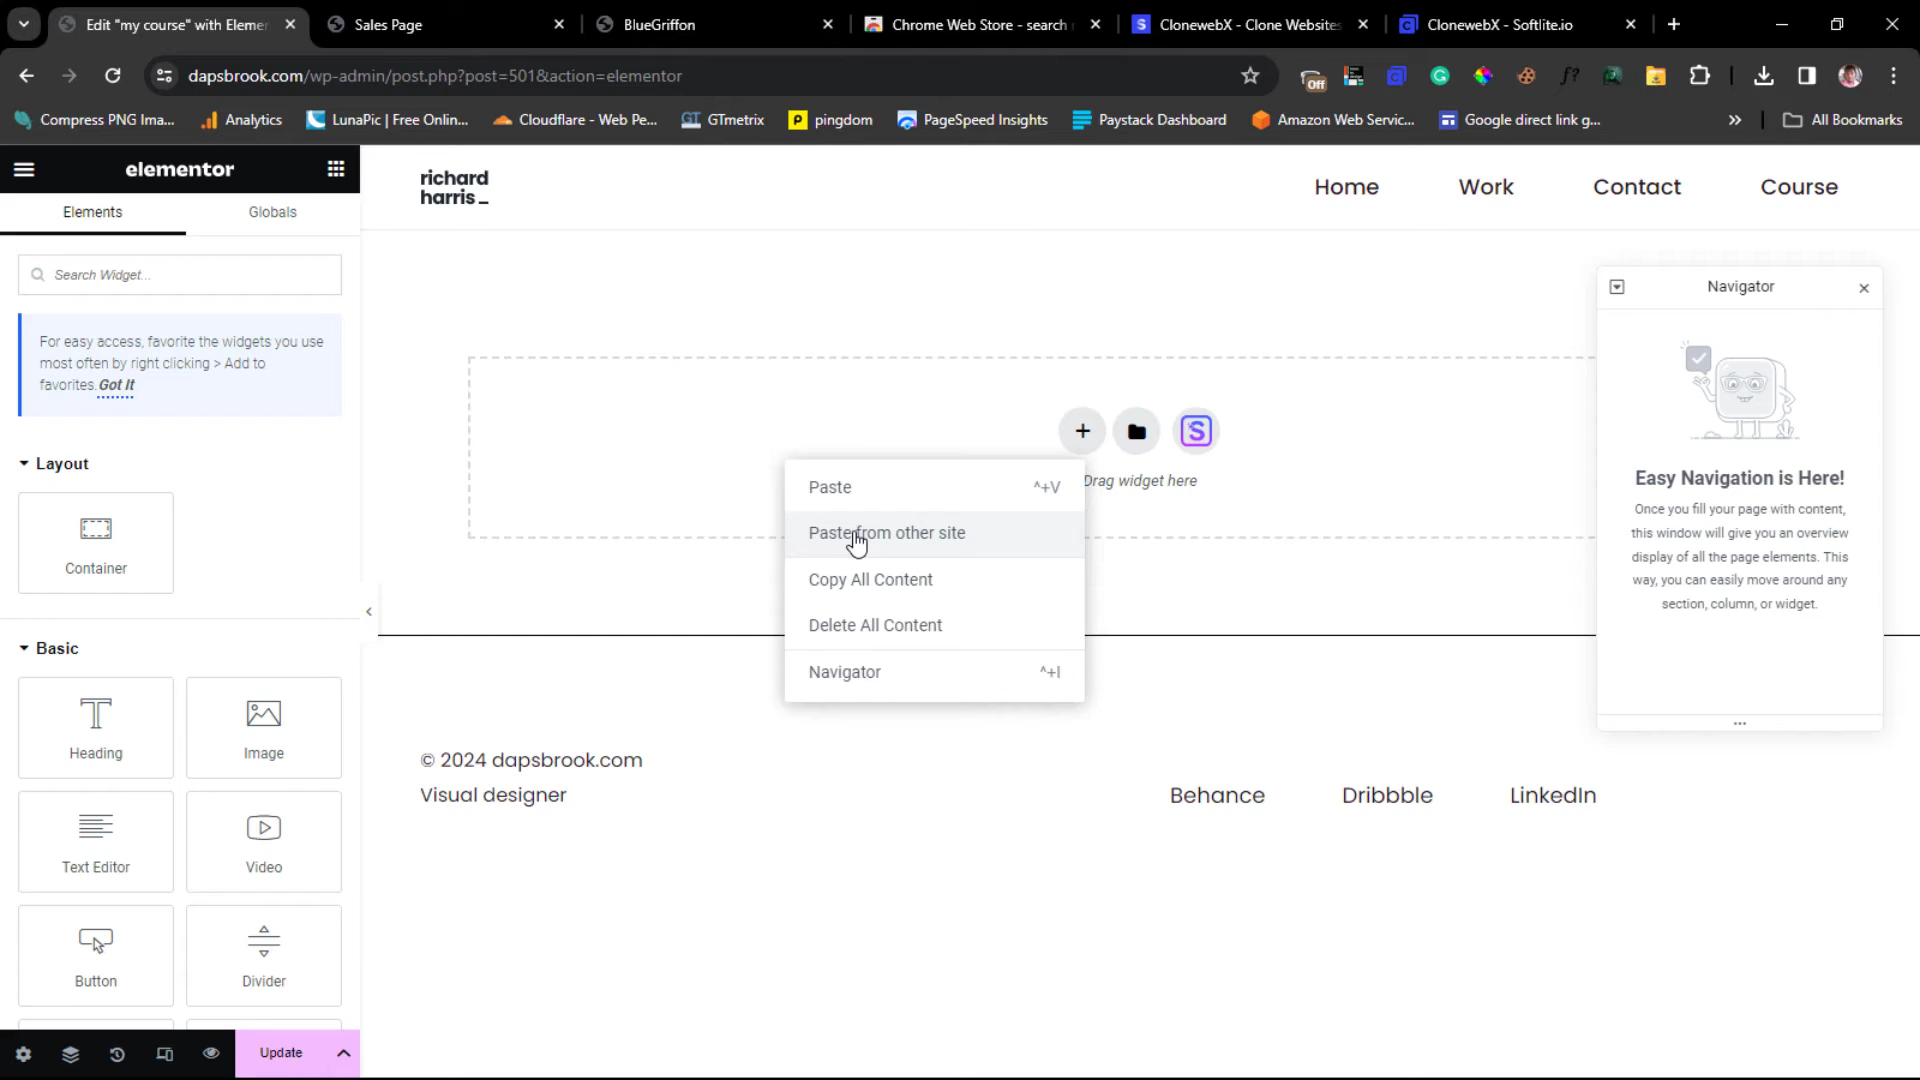 Edit "my course" with Elemen
Sales Page
BlueGriffon
Chrome Web Store - search
ClonewebX - Clone Websites
ClonewebX - Softlite.io
dapsbrook.com/wp-admin/post.php?post=501&action=elementor
Off
f?
Compress PNG Ima...
Analytics
LunaPic | Free Onlin...
Cloudflare - Web Pe...
GTmetrix
pingdom
PageSpeed Insights
Paystack Dashboard
Amazon Web Servic...
Google direct link g...
All Bookmarks
elementor
Elements
Globals
Search Widget...
For easy access, favorite the widgets you use
most often by right clicking > Add to
favorites. Got It
Layout
Container
Basic
Heading
Image
Text Editor
Video
Button
Divider
Update
richard
harris _
Home
Work
Contact
Course
Drag widget here
Paste
^+V
Paste from other site
Copy All Content
Delete All Content
Navigator
^+I
Navigator
Easy Navigation is Here!
Once you fill your page with content,
this window will give you an overview
display of all the page elements. This
way, you can easily move around any
section, column, or widget.
© 2024 dapsbrook.com
Visual designer
Behance
Dribbble
LinkedIn